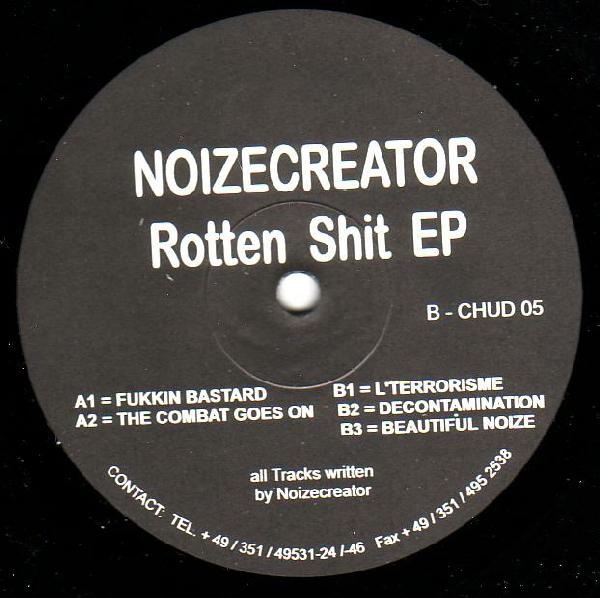 NOIZECREATOR
Rotten Shit EP
B - CHUD 05
A1 = FUKKIN BASTARD
A2 = THE COMBAT GOES ON
B1 = L'TERRORISME
B2 = DECONTAMINATION
B3 = BEAUTIFUL NOIZE
all Tracks written
by Noizecreator
CONTACT: TEL. + 49 / 351 / 49531-24 /-46 Fax + 49 / 351 / 495 2538